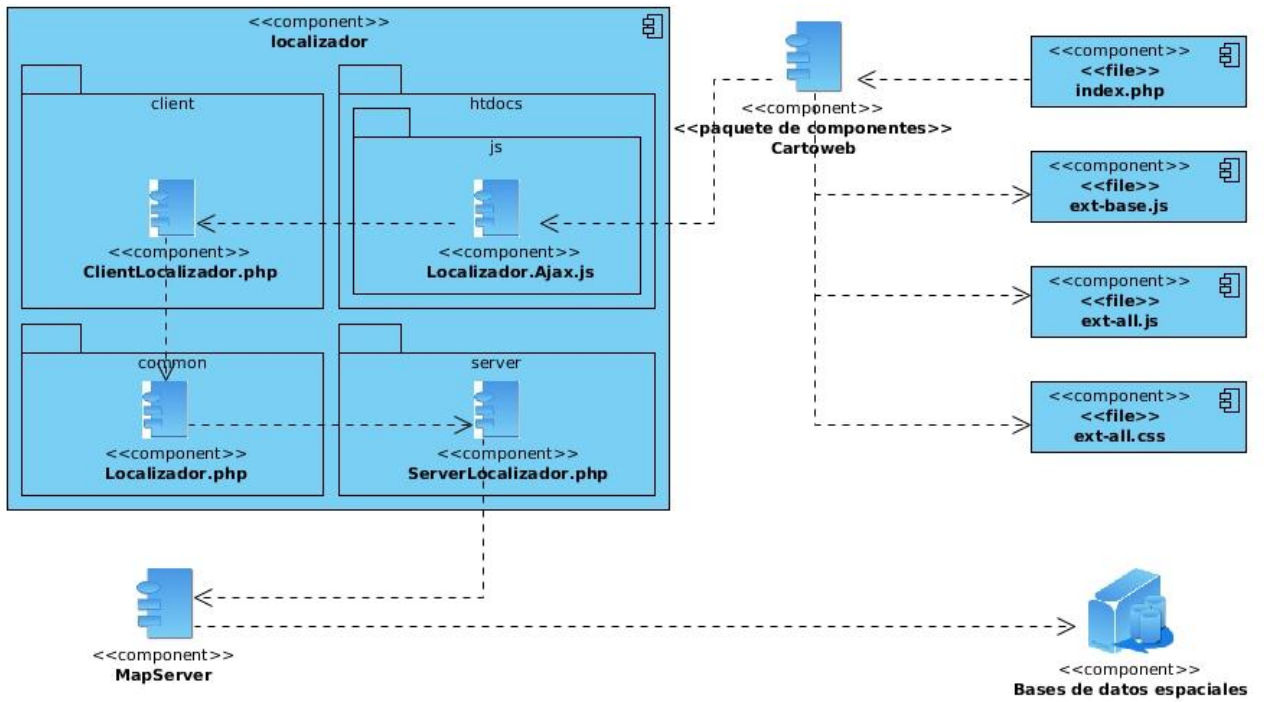 <<component>>
localizador
client
<<component>>
ClientLocalizador.php
htdocs
js
<<component>>
Localizador.Ajax.js
common
<<component>>
Localizador.php
server
<<component>>
ServerLocalizador.php
<<component>>
<<paquete de componentes>>
Cartoweb
<<component>>
<<file>>
index.php
<<component>>
<<file>>
ext-base.js
<<component>>
<<file>>
ext-all.js
<<component>>
<<file>>
ext-all.css
<<component>>
MapServer
<<component>>
Bases de datos espaciales